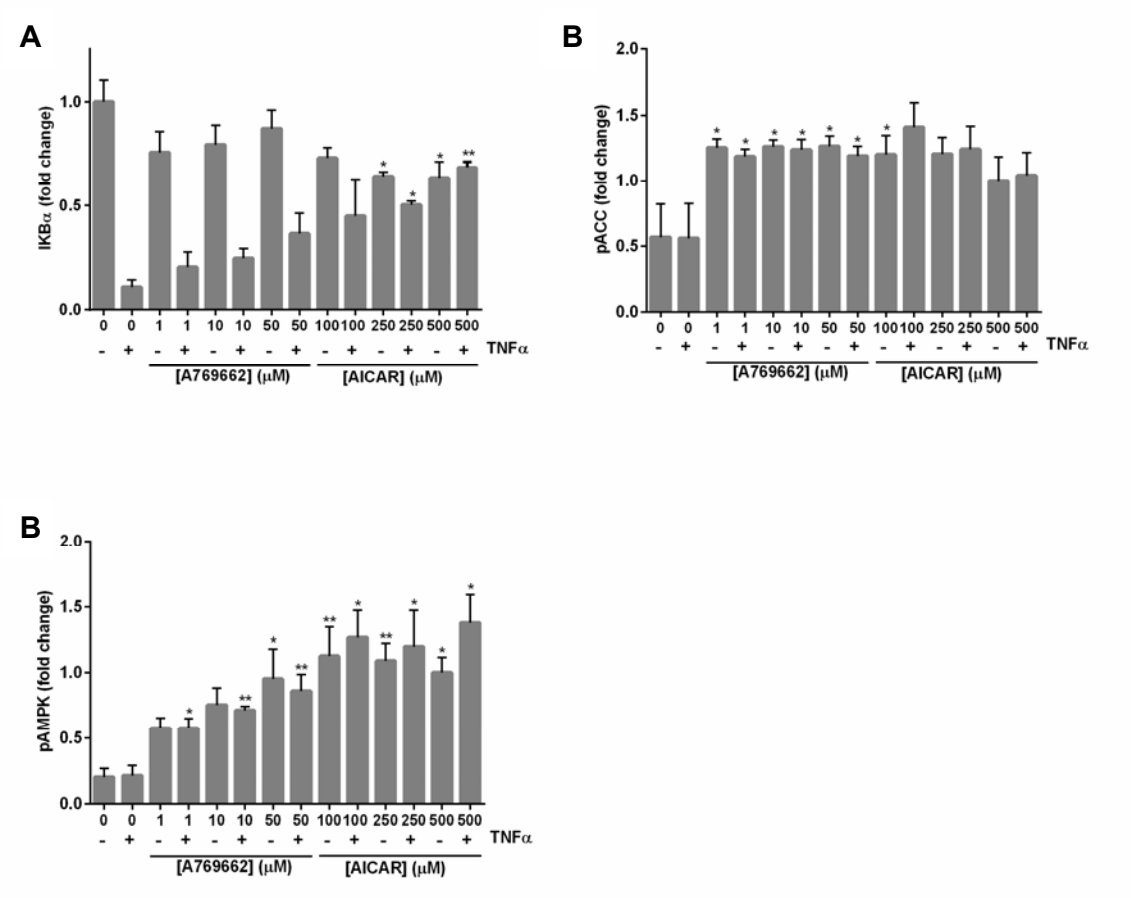 A
IKBα (fold change)
1.0
0.5
0.0
* * * **
0 0 1 1 10 10 50 50 100 100 250 250 500 500
- + - + - + - + - + - + - + TNFα
[A769662] (μM) [AICAR] (μM)
B
pACC (fold change)
2.0
1.5
1.0
0.5
0.0
* * * * * * *
0 0 1 1 10 10 50 50 100 100 250 250 500 500
- + - + - + - + - + - + - + TNFα
[A769662] (μM) [AICAR] (μM)
B
pAMPK (fold change)
2.0
1.5
1.0
0.5
0.0
* ** * ** ** * ** * * *
0 0 1 1 10 10 50 50 100 100 250 250 500 500
- + - + - + - + - + - + - + TNFα
[A769662] (μM) [AICAR] (μM)